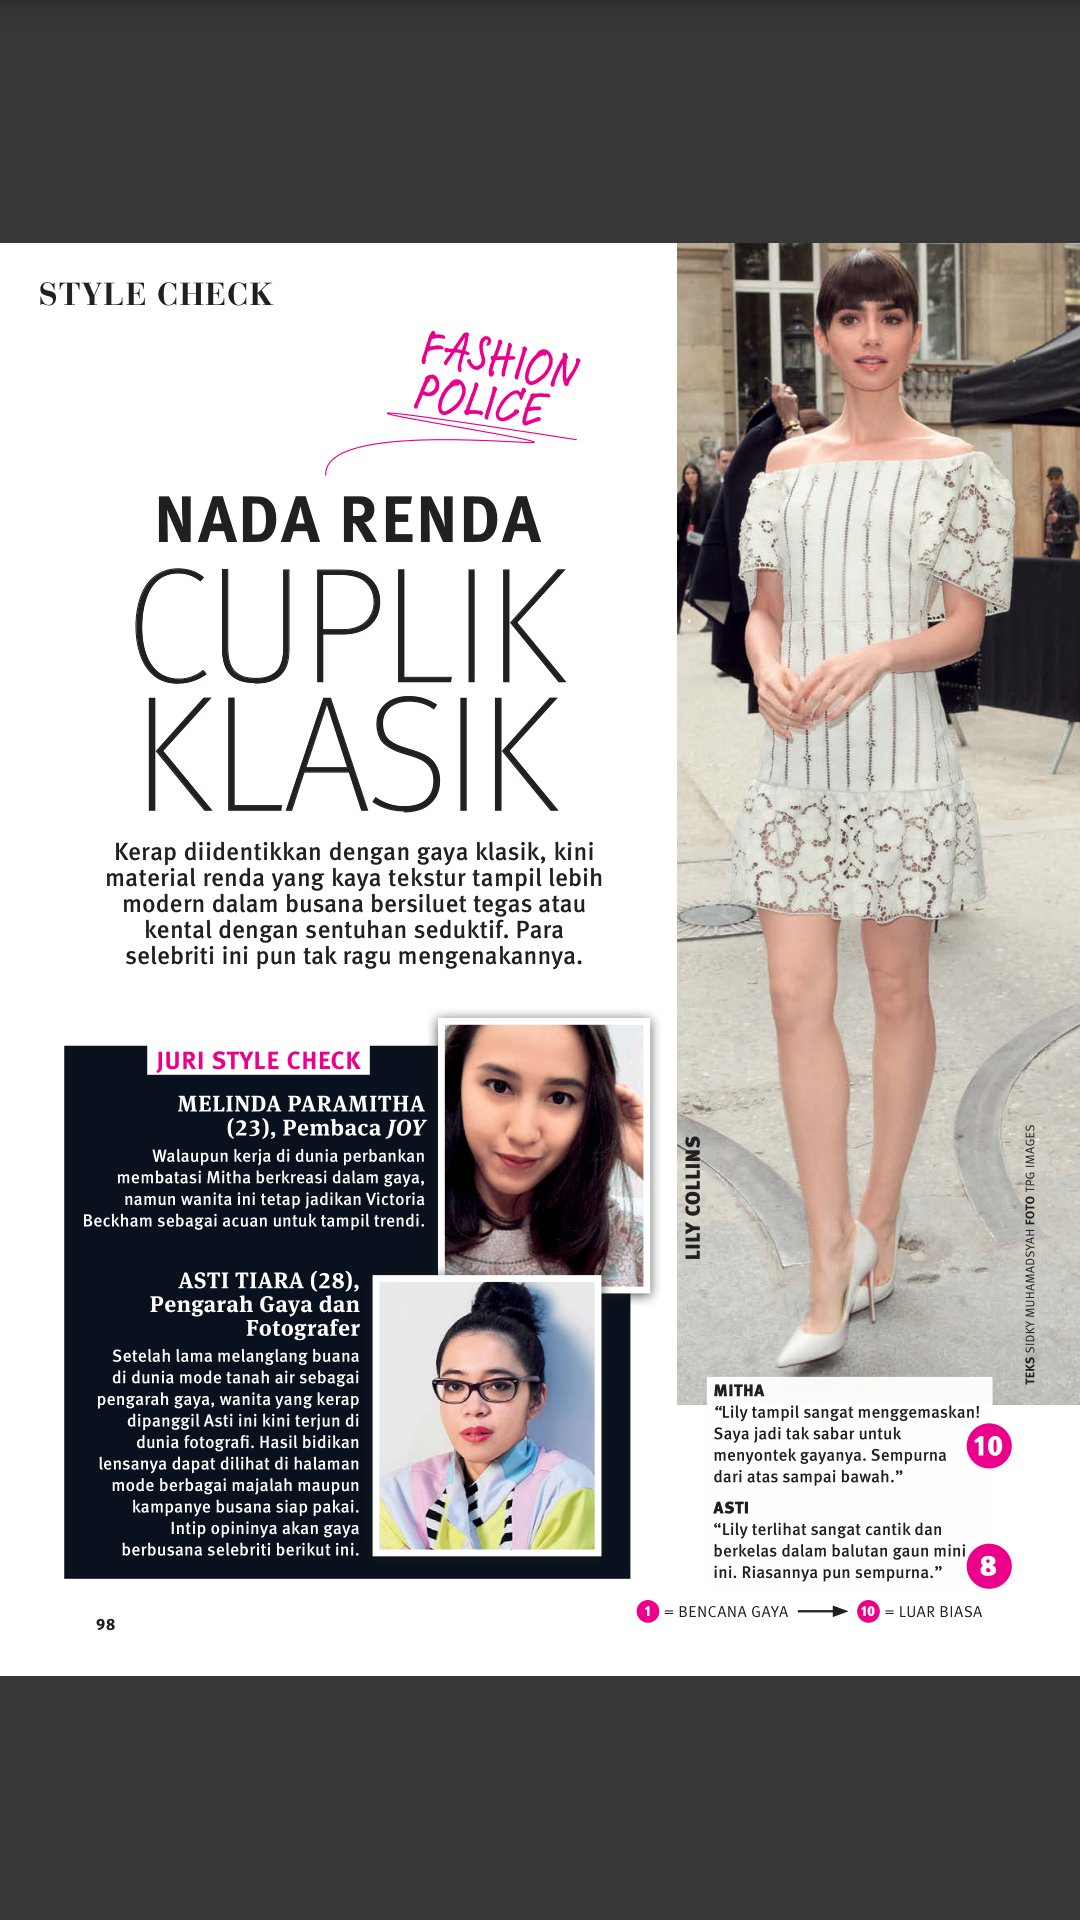 STYLE CHECK
FASHION
POLICE
NADA RENDA
CUPLIK
KLASIK
Kerap diidentikkan dengan gaya klasik, kini
material renda yang kaya tekstur tampil lebih
modern dalam busana bersiluet tegas atau
kental dengan sentuhan seduktif. Para
selebriti ini pun tak ragu mengenakannya.
JURI STYLE CHECK
MELINDA PARAMITHA
(23), Pembaca JOY
Walaupun kerja di dunia perbankan
membatasi Mitha berkreasi dalam gaya,
namun wanita ini tetap jadikan Victoria
Beckham sebagai acuan untuk tampil trendi.
ASTI TIARA (28),
Pengarah Gaya dan
Fotografer
Setelah lama melanglang buana
di dunia mode tanah air sebagai
pengarah gaya, wanita yang kerap
dipanggil Asti ini kini terjun di
dunia fotografi. Hasil bidikan
lensanya dapat dilihat di halaman
mode berbagai majalah maupun
kampanye busana siap pakai.
Intip opininya akan gaya
berbusana selebriti berikut ini.
LILY COLLINS
TEKS SIDKY MUHAMADSYAH FOTO TPG IMAGES
MITHA
“Lily tampil sangat menggemaskan!
Saya jadi tak sabar untuk
menyontek gayanya. Sempurna
dari atas sampai bawah.”
10
ASTI
“Lily terlihat sangat cantik dan
berkelas dalam balutan gaun mini
ini. Riasannya pun sempurna.”
8
1 = BENCANA GAYA → 10 = LUAR BIASA
98